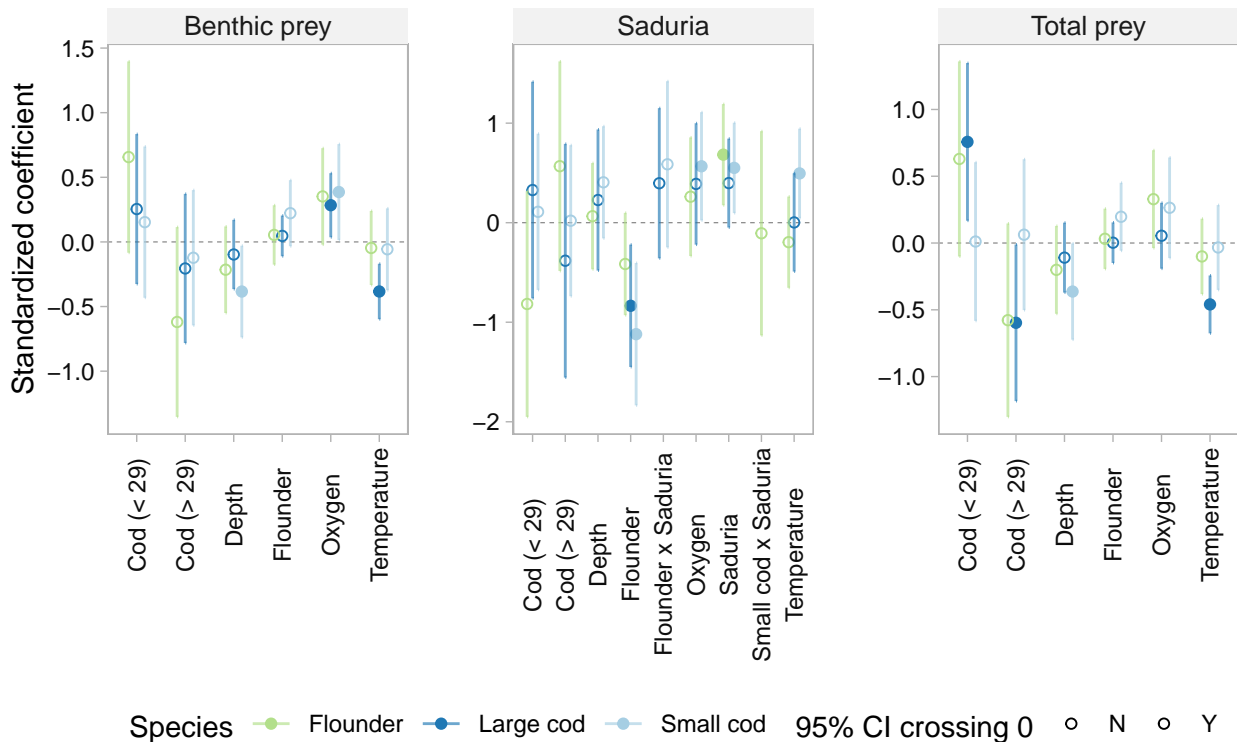 Benthic prey
Saduria
Total prey
Standardized coefficient
1.5
1.0
0.5
0.0
−0.5
−1.0
1
0
−1
−2
1.0
0.5
0.0
−0.5
−1.0
Cod (< 29)
Cod (> 29)
Depth
Flounder
Oxygen
Temperature
Cod (< 29)
Cod (> 29)
Depth
Flounder
Flounder x Saduria
Oxygen
Saduria
Small cod x Saduria
Temperature
Cod (< 29)
Cod (> 29)
Depth
Flounder
Oxygen
Temperature
Species Flounder Large cod Small cod 95% CI crossing 0 N Y